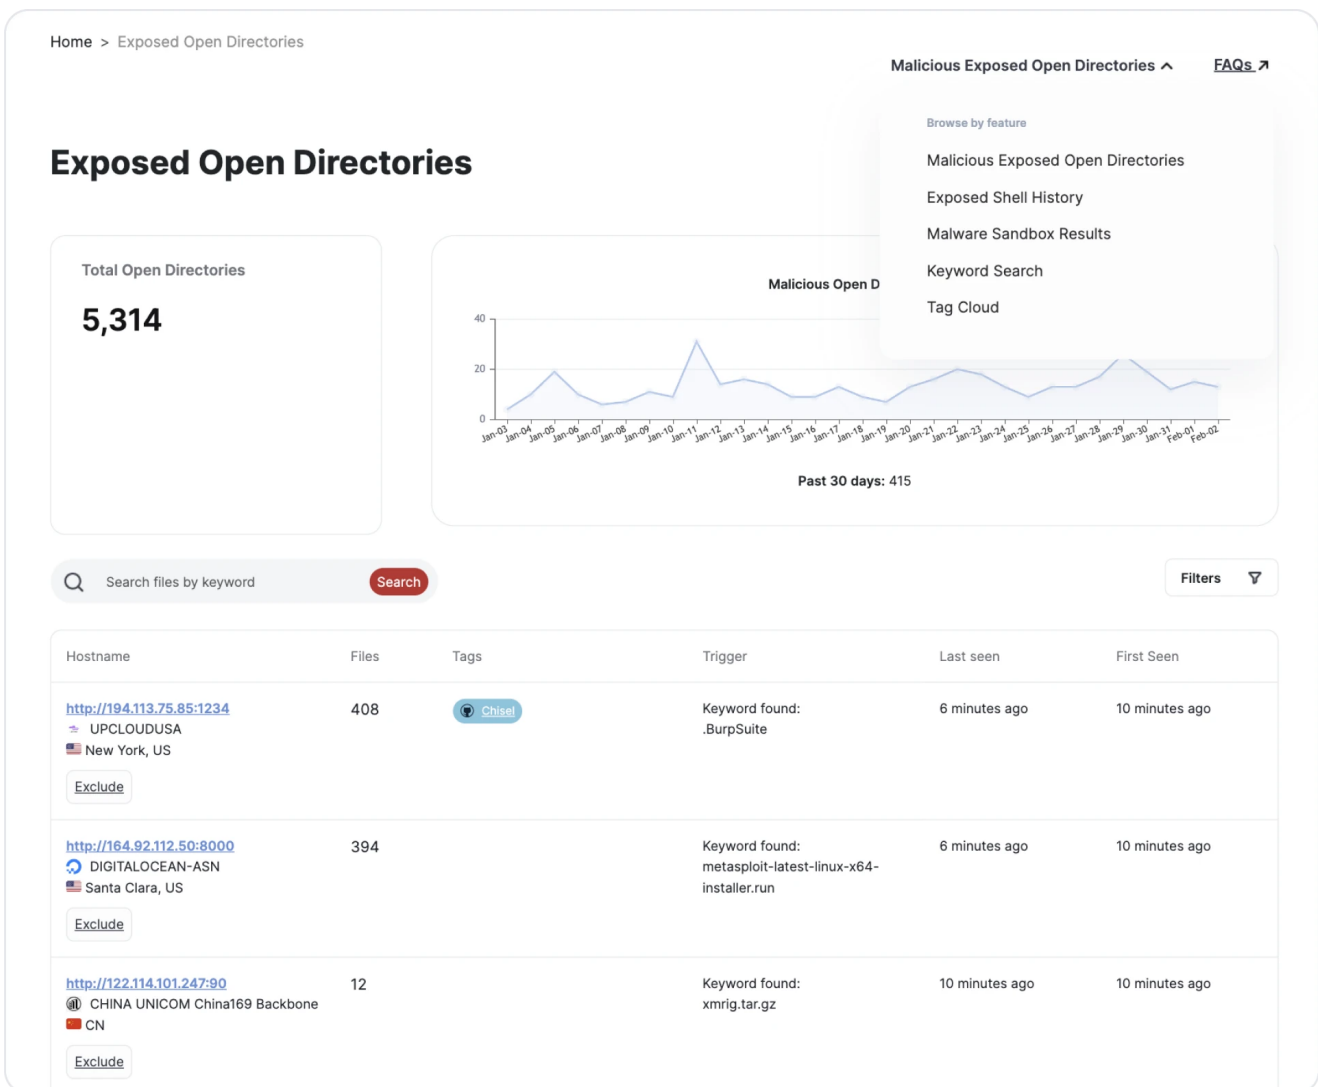 Home > Exposed Open Directories
Malicious Exposed Open Directories
FAQs
Browse by feature
Malicious Exposed Open Directories
Exposed Shell History
Malware Sandbox Results
Keyword Search
Tag Cloud
Exposed Open Directories
Total Open Directories
5,314
Malicious Open D
40
20
0
Jan-03 Jan-04 Jan-05 Jan-06 Jan-07 Jan-08 Jan-09 Jan-10 Jan-11 Jan-12 Jan-13 Jan-14 Jan-15 Jan-16 Jan-17 Jan-18 Jan-19 Jan-20 Jan-21 Jan-22 Jan-23 Jan-24 Jan-25 Jan-26 Jan-27 Jan-28 Jan-29 Jan-30 Jan-31 Feb-01 Feb-02
Past 30 days: 415
Search files by keyword
Search
Filters
Hostname Files Tags Trigger Last seen First Seen
http://194.113.75.85:1234 408 Chisel Keyword found: 6 minutes ago 10 minutes ago
UPCLOUDUSA .BurpSuite
New York, US
Exclude
http://164.92.112.50:8000 394 Keyword found: 6 minutes ago 10 minutes ago
DIGITALOCEAN-ASN metasploit-latest-linux-x64-
Santa Clara, US installer.run
Exclude
http://122.114.101.247:90 12 Keyword found: 10 minutes ago 10 minutes ago
CHINA UNICOM China169 Backbone xmrig.tar.gz
CN
Exclude